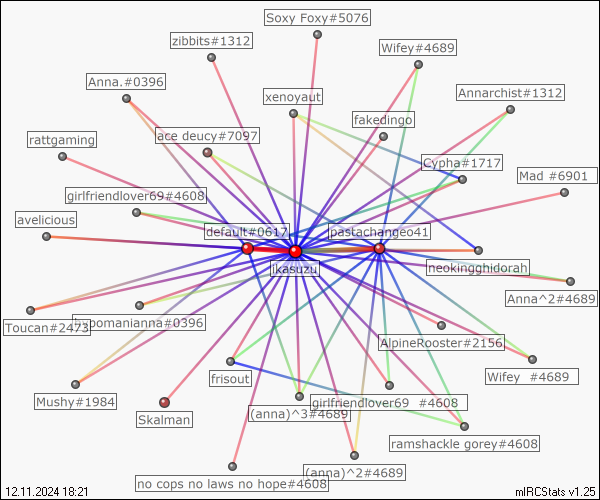 Soxy Foxy#5076
zibbits#1312
Wifey#4689
Anna.#0396
Annarchist#1312
xenoyaut
fakedingo
ace deucy#7097
rattgaming
Cypha#1717
Mad #6901
girlfriendlover69#4608
avelicious
default#0617
pastachangeo41
ikasuzu
neokingghidorah
Anna^2#4689
Toucan#2473
oomanianna#0396
AlpineRooster#2156
frisout
Wifey #4689
Mushy#1984
girlfriendlover69 #4608
Skalman
(anna)^3#4689
ramshackle gorey#4608
(anna)^2#4689
no cops no laws no hope#4608
12.11.2024 18:21
mIRCStats v1.25